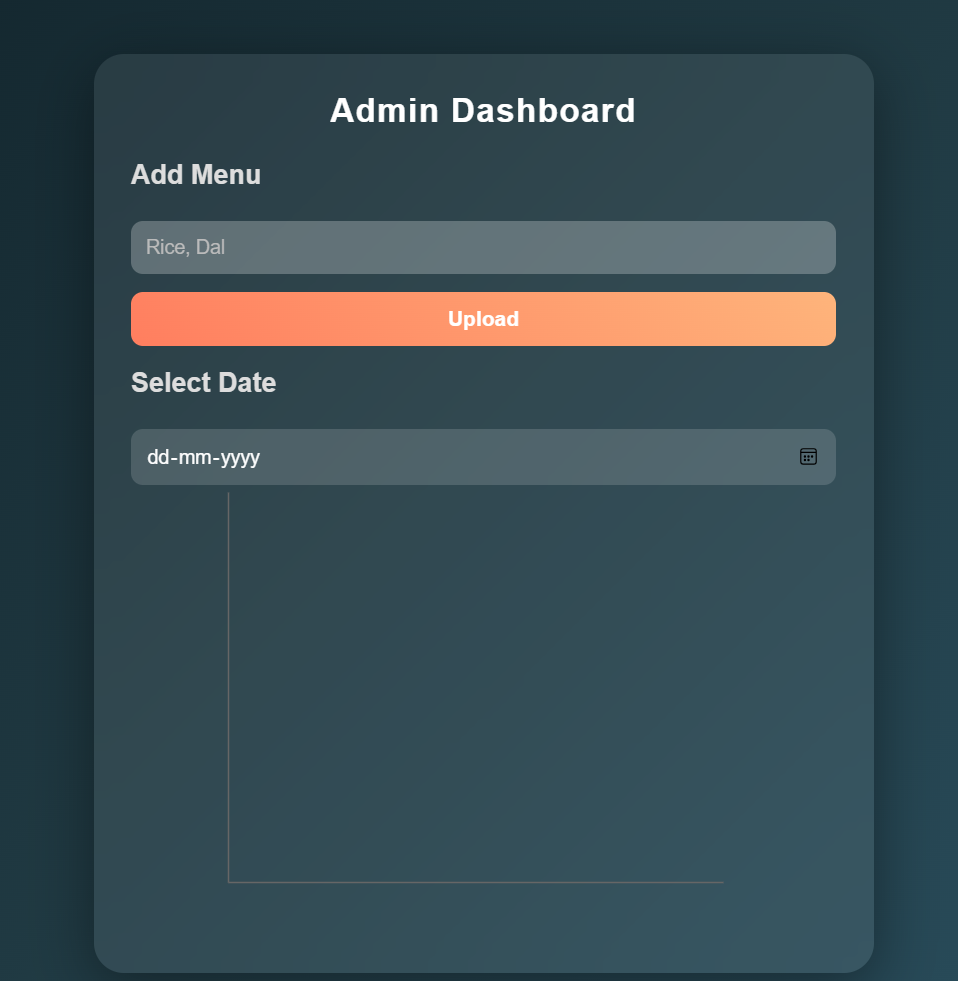 Admin Dashboard
Add Menu
Rice, Dal
Upload
Select Date
dd-mm-yyyy